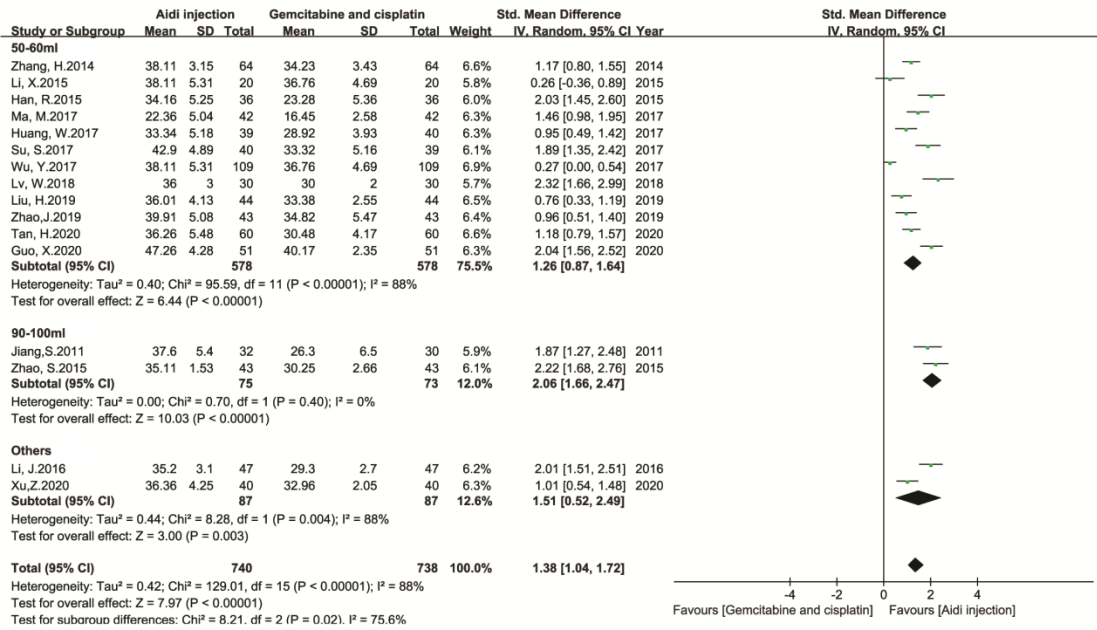 Aidi injection Gemcitabine and cisplatin Std. Mean Difference Std. Mean Difference
Study or Subgroup Mean SD Total Mean SD Total Weight IV, Random, 95% CI Year IV, Random, 95% CI
50-60ml
Zhang, H.2014 38.11 3.15 64 34.23 3.43 64 6.6% 1.17 [0.80, 1.55] 2014
Li, X.2015 38.11 5.31 20 36.76 4.69 20 5.8% 0.26 [-0.36, 0.89] 2015
Han, R.2015 34.16 5.25 36 23.28 5.36 36 6.0% 2.03 [1.45, 2.60] 2015
Ma, M.2017 22.36 5.04 42 16.45 2.58 42 6.3% 1.46 [0.98, 1.95] 2017
Huang, W.2017 33.34 5.18 39 28.92 3.93 40 6.3% 0.95 [0.49, 1.42] 2017
Su, S.2017 42.9 4.89 40 33.32 5.16 39 6.1% 1.89 [1.35, 2.42] 2017
Wu, Y.2017 38.11 5.31 109 36.76 4.69 109 6.8% 0.27 [0.00, 0.54] 2017
Lv, W.2018 36 3 30 30 2 30 5.7% 2.32 [1.66, 2.99] 2018
Liu, H.2019 36.01 4.13 44 33.38 2.55 44 6.4% 0.76 [0.33, 1.19] 2019
Zhao,J.2019 39.91 5.08 43 34.82 5.47 43 6.4% 0.96 [0.51, 1.40] 2019
Tan, H.2020 36.26 5.48 60 30.48 4.17 60 6.5% 1.18 [0.79, 1.57] 2020
Guo, X.2020 47.26 4.28 51 40.17 2.35 51 6.3% 2.04 [1.56, 2.52] 2020
Subtotal (95% CI) 578 578 75.5% 1.26 [0.87, 1.64]
Heterogeneity: Tau² = 0.40; Chi² = 95.59, df = 11 (P < 0.00001); I² = 88%
Test for overall effect: Z = 6.44 (P < 0.00001)
90-100ml
Jiang,S.2011 37.6 5.4 32 26.3 6.5 30 5.9% 1.87 [1.27, 2.48] 2011
Zhao, S.2015 35.11 1.53 43 30.25 2.66 43 6.1% 2.22 [1.68, 2.76] 2015
Subtotal (95% CI) 75 73 12.0% 2.06 [1.66, 2.47]
Heterogeneity: Tau² = 0.00; Chi² = 0.70, df = 1 (P = 0.40); I² = 0%
Test for overall effect: Z = 10.03 (P < 0.00001)
Others
Li, J.2016 35.2 3.1 47 29.3 2.7 47 6.2% 2.01 [1.51, 2.51] 2016
Xu,Z.2020 36.36 4.25 40 32.96 2.05 40 6.3% 1.01 [0.54, 1.48] 2020
Subtotal (95% CI) 87 87 12.6% 1.51 [0.52, 2.49]
Heterogeneity: Tau² = 0.44; Chi² = 8.28, df = 1 (P = 0.004); I² = 88%
Test for overall effect: Z = 3.00 (P = 0.003)
Total (95% CI) 740 738 100.0% 1.38 [1.04, 1.72]
Heterogeneity: Tau² = 0.42; Chi² = 129.01, df = 15 (P < 0.00001); I² = 88%
Test for overall effect: Z = 7.97 (P < 0.00001)
Test for subgroup differences: Chi² = 8.21, df = 2 (P = 0.02), I² = 75.6%
-4 -2 0 2 4
Favours [Gemcitabine and cisplatin] Favours [Aidi injection]